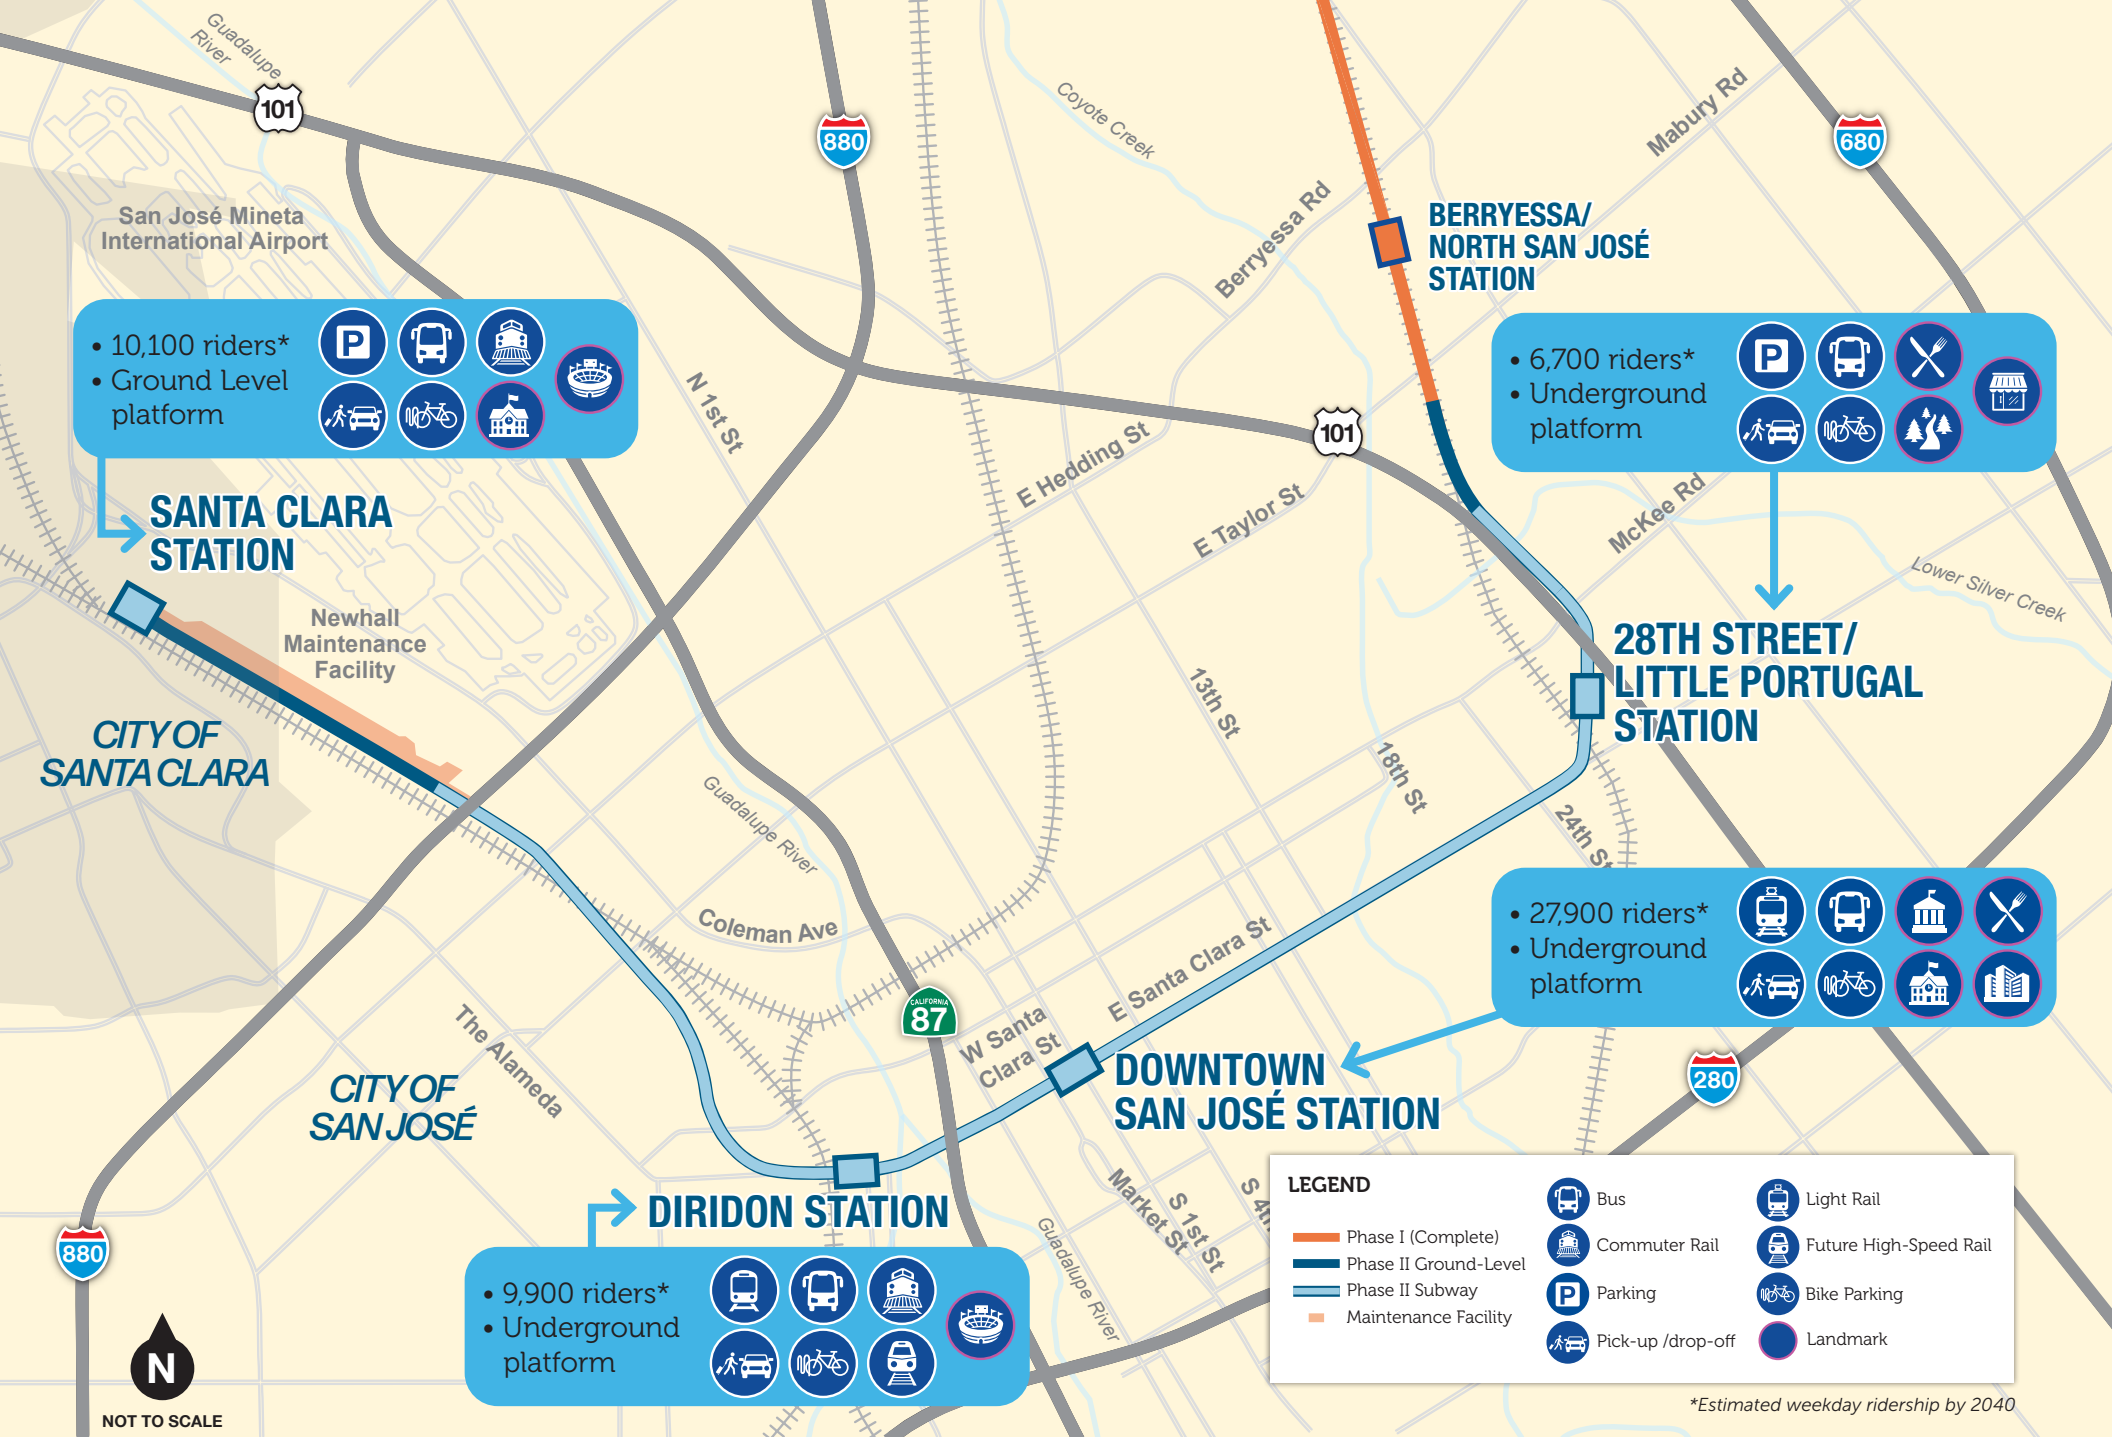 Guadalupe
River
101
880
Coyote Creek
Mabury Rd
680
San José Mineta
International Airport
Berryessa Rd
BERRYESSA/
NORTH SAN JOSÉ
STATION
• 10,100 riders*
• Ground Level
platform
P
• 6,700 riders*
• Underground
platform
P
N 1st St
101
E Hedding St
E Taylor St
McKee Rd
SANTA CLARA
STATION
Lower Silver Creek
Newhall
Maintenance
Facility
28TH STREET/
LITTLE PORTUGAL
STATION
CITY OF
SANTA CLARA
13th St
18th St
24th St
Guadalupe River
Coleman Ave
• 27,900 riders*
• Underground
platform
E Santa Clara St
CALIFORNIA
87
W Santa
Clara St
The Alameda
DOWNTOWN
SAN JOSÉ STATION
280
CITY OF
SAN JOSÉ
DIRIDON STATION
Market St
S 1st St
S 4th
Guadalupe River
880
• 9,900 riders*
• Underground
platform
LEGEND
Phase I (Complete)
Phase II Ground-Level
Phase II Subway
Maintenance Facility
Bus
Commuter Rail
P Parking
Pick-up /drop-off
Light Rail
Future High-Speed Rail
Bike Parking
Landmark
N
NOT TO SCALE
*Estimated weekday ridership by 2040